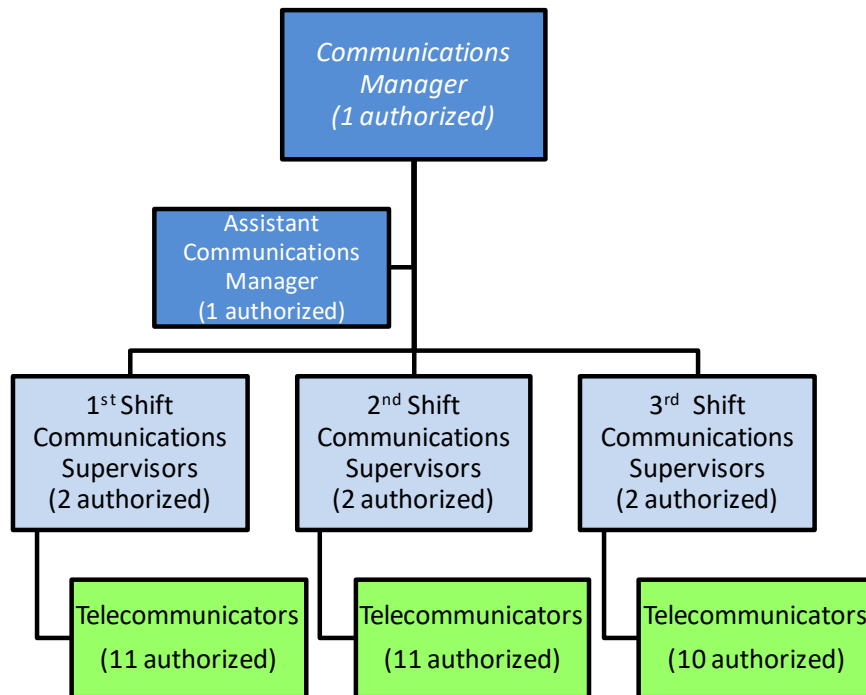 Communications
Manager
(1 authorized)
Assistant
Communications
Manager
(1 authorized)
1st Shift
Communications
Supervisors
(2 authorized)
2nd Shift
Communications
Supervisors
(2 authorized)
3rd Shift
Communications
Supervisors
(2 authorized)
Telecommunicators
(11 authorized)
Telecommunicators
(11 authorized)
Telecommunicators
(10 authorized)